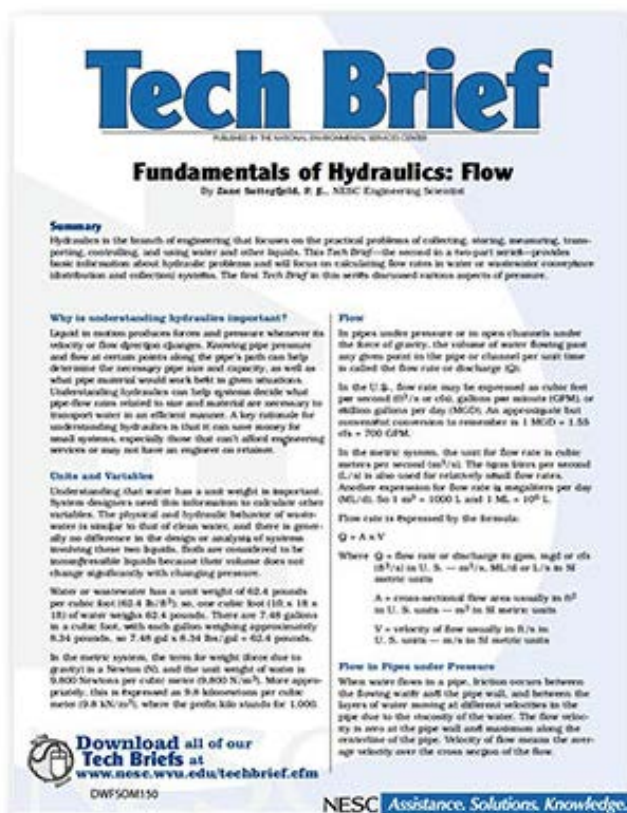 Tech Brief
PUBLISHED BY THE NATIONAL ENVIRONMENTAL SERVICES CENTER
Fundamentals of Hydraulics: Flow
By Zane Satterfield, P. E., NESC Engineering Scientist
Summary
Hydraulics is the branch of engineering that focuses on the practical problems of collecting, storing, measuring, trans-
porting, controlling, and using water and other liquids. This Tech Brief—the second in a two-part series—provides
basic information about hydraulic problems and will focus on calculating flow rates in water or wastewater conveyance
(distribution and collection) systems. The first Tech Brief in this series discussed various aspects of pressure.
Why is understanding hydraulics important?
Liquid in motion produces forces and pressure whenever its
velocity or flow direction changes. Knowing pipe pressure
and flow at certain points along the pipe's path can help
determine the necessary pipe size and capacity, as well as
what pipe material would work best in given situations.
Understanding hydraulics can help systems decide what
pipe-flow rates related to size and material are necessary to
transport water in an efficient manner. A key rationale for
understanding hydraulics is that it can save money for
small systems, especially those that can't afford engineering
services or may not have an engineer on retainer.
Units and Variables
Understanding that water has a unit weight is important.
System designers need this information to calculate other
variables. The physical and hydraulic behavior of waste-
water is similar to that of clean water, and there is gener-
ally no difference in the design or analysis of systems
involving these two liquids. Both are considered to be
incompressible liquids because their volume does not
change significantly with changing pressure.
Water or wastewater has a unit weight of 62.4 pounds
per cubic foot (62.4 lb/ft³); so, one cubic foot
of water weighs 62.4 pounds. There are 7.48 gallons
in a cubic foot, with each gallon weighing approximately
8.34 pounds, so 7.48 gal x 8.34 lbs/gal = 62.4 pounds.
In the metric system, the term for weight (force due to
gravity) is a Newton (N), and the unit weight of water is
9,800 Newtons per cubic meter (9,800 N/m³). More appro-
priately, this is expressed as 9.8 kilonewtons per cubic
meter (9.8 kN/m³), where the prefix kilo stands for 1,000.
Download all of our
Tech Briefs at
www.nesc.wvu.edu/techbrief.cfm
DWFSOM150
Flow
In pipes under pressure or in open channels under
the force of gravity, the volume of water flowing past
any given point in the pipe or channel per unit time
is called the flow rate or discharge (Q).
In the U.S., flow rate may be expressed as cubic feet
per second (ft³/s or cfs), gallons per minute (GPM), or
million gallons per day (MGD). An approximate but
conversion to remember is 1 MGD = 1.55
cfs = 700 GPM.
In the metric system, the unit for flow rate is cubic
meters per second (m³/s). The term liters per second
(L/s) is also used for relatively small flow rates.
Another expression for flow rate is megaliters per day
(ML/d). So 1 m³ = 1000 L and 1 ML = 10⁶ L.
Flow rate is expressed by the formula:
Q = A x V
Where Q = flow rate or discharge in gpm, mgd or cfs
(ft³/s) in U. S. — m³/s, ML/d or L/s in SI
metric units
A = cross-sectional flow area usually in ft²
in U. S. units — m² in SI metric units
V = velocity of flow usually in ft/s in
U. S. units — m/s in SI metric units
Flow in Pipes under Pressure
When water flows in a pipe, friction occurs between
the flowing water and the pipe wall, and between the
layers of water moving at different velocities in the
pipe due to the viscosity of the water. The flow veloc-
ity is zero at the pipe wall and maximum along the
centerline of the pipe. Velocity of flow means the aver-
age velocity over the cross section of the flow.
NESC Assistance. Solutions. Knowledge.